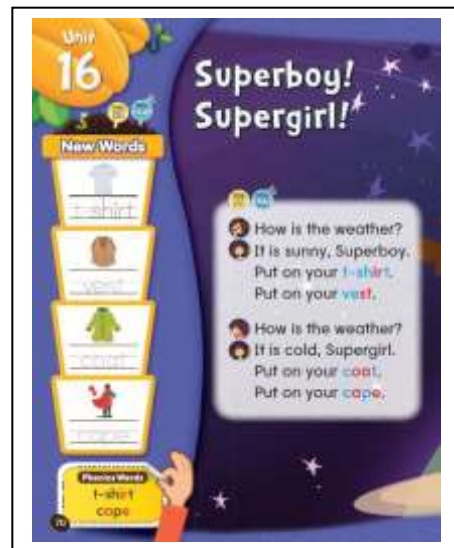 Unit
16
Superboy!
Supergirl!
New Words
t-shirt
vest
coat
cape
How is the weather?
It is sunny, Superboy.
Put on your t-shirt.
Put on your vest.
How is the weather?
It is cold, Supergirl.
Put on your coat.
Put on your cape.
Phonics Words
t-shirt
cape
70